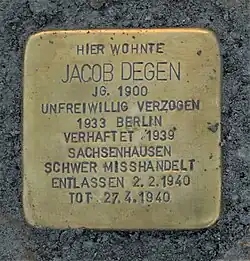 HIER WOHNTE
JACOB DEGEN
JG. 1900
UNFREIWILLIG VERZOGEN
1933 BERLIN
VERHAFTET 1939
SACHSENHAUSEN
SCHWER MISSHANDELT
ENTLASSEN 2.2.1940
TOT 27.4.1940